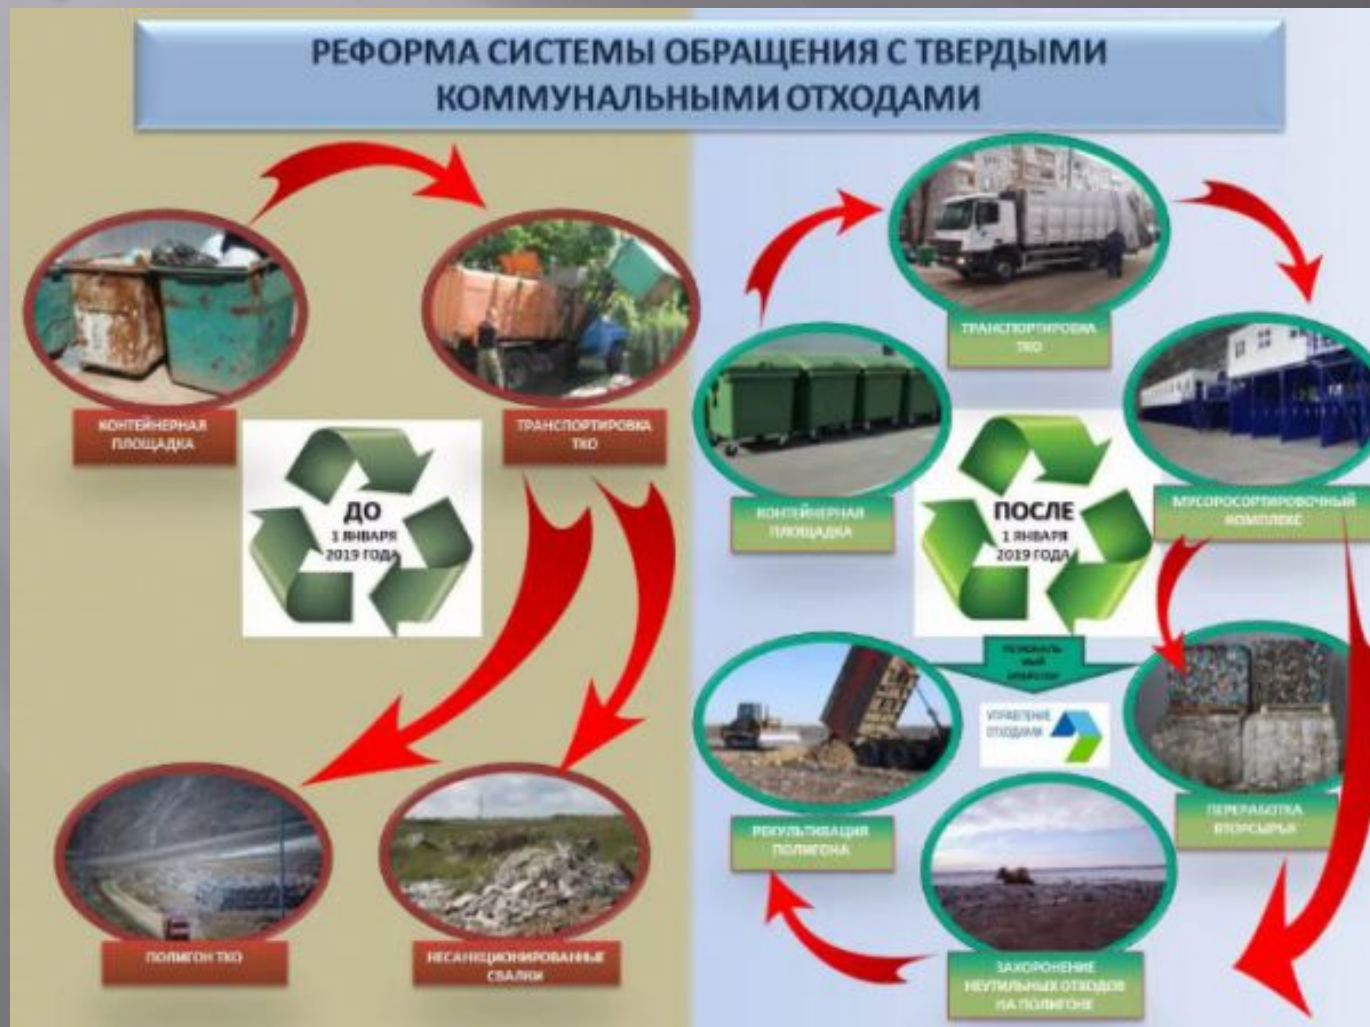 РЕФОРМА СИСТЕМЫ ОБРАЩЕНИЯ С ТВЕРДЫМИ
КОММУНАЛЬНЫМИ ОТХОДАМИ
КОНТЕЙНЕРНАЯ
ПЛОЩАДКА
ТРАНСПОРТИРОВКА
ТКО
ДО
1 ЯНВАРЯ
2019 ГОДА
ПОЛИГОН ТКО
НЕСАНКЦИОНИРОВАННЫЕ
СВАЛКИ
ТРАНСПОРТИРОВКА
ТКО
КОНТЕЙНЕРНАЯ
ПЛОЩАДКА
ПОСЛЕ
1 ЯНВАРЯ
2019 ГОДА
МУСОРОСОРТИРОВОЧНЫЙ
КОМПЛЕКС
УПРАВЛЕНИЕ
ОТХОДАМИ
РЕКУЛЬТИВАЦИЯ
ПОЛИГОНА
ПЕРЕРАБОТКА
ВТОРСЫРЬЯ
ЗАХОРОНЕНИЕ
НЕУТИЛЬНЫХ ОТХОДОВ
НА ПОЛИГОНЕ